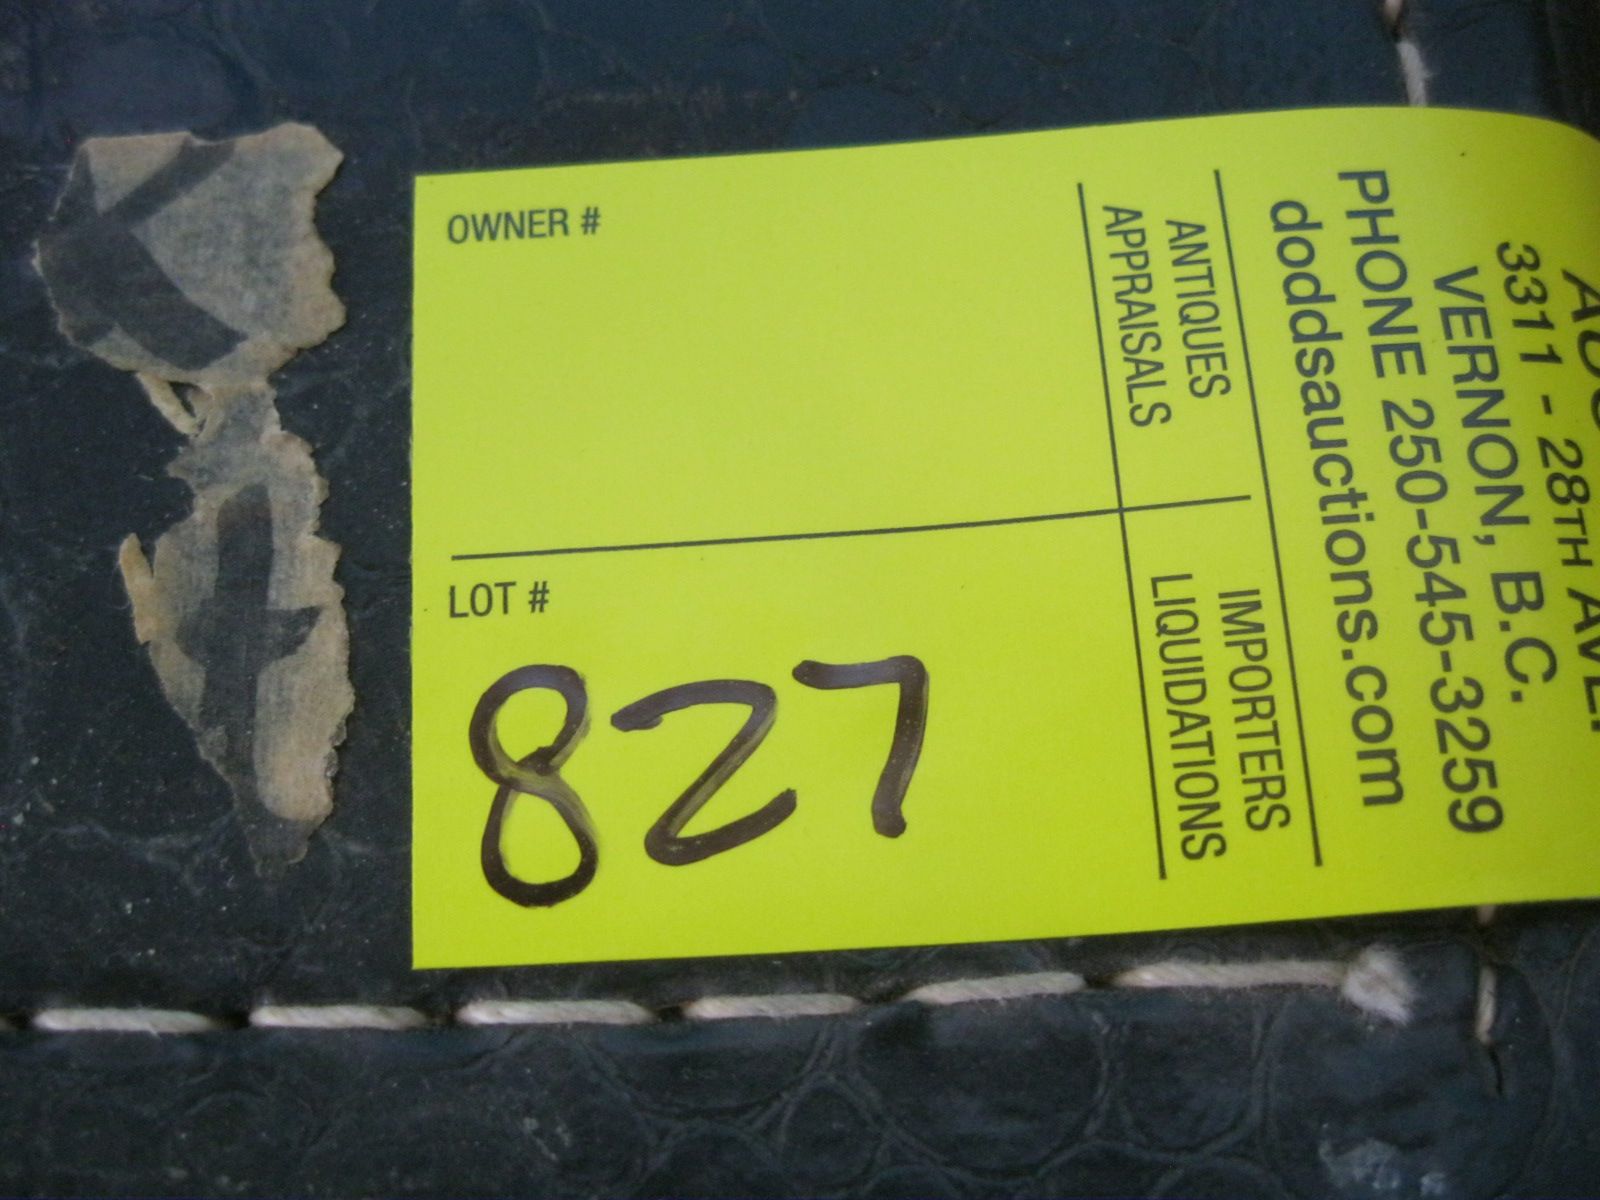 OWNER #
LOT #
827
3311 - 28TH AVE.
VERNON, B.C.
PHONE 250-545-3259
doddsauctions.com
ANTIQUES
APPRAISALS
IMPORTERS
LIQUIDATIONS